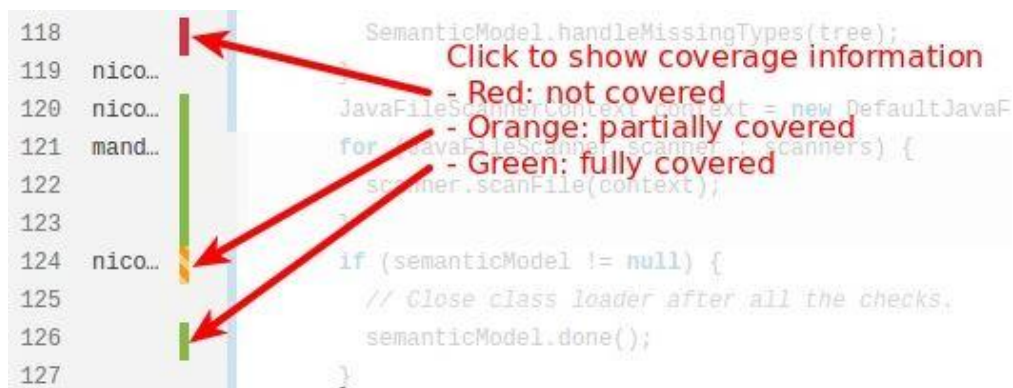 118 SemanticModel.handleMissingTypes(tree);
Click to show coverage information
119 nico… }
- Red: not covered
120 nico… JavaFileScannerContext context = new DefaultJavaF
- Orange: partially covered
121 mand… for (JavaFileScanner scanner : scanners) {
- Green: fully covered
122 scanner.scanFile(context);
123 }
124 nico… if (semanticModel != null) {
125 // Close class loader after all the checks.
126 semanticModel.done();
127 }